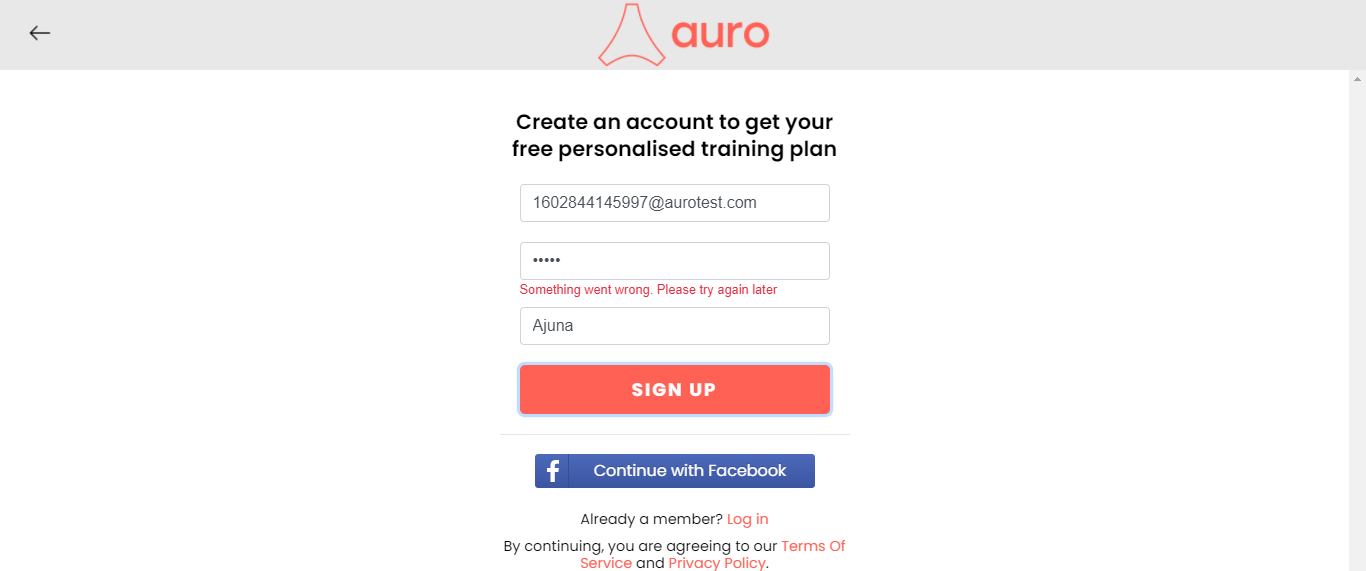 auro
Create an account to get your
free personalised training plan
1602844145997@aurotest.com
•••••
Something went wrong. Please try again later
Ajuna
SIGN UP
f Continue with Facebook
Already a member? Log in
By continuing, you are agreeing to our Terms Of
Service and Privacy Policy.